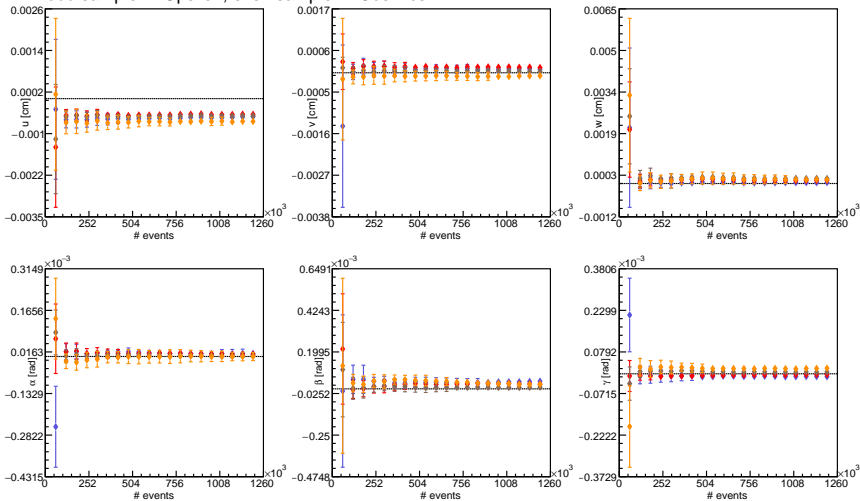 0.0026
0.0002
−0.001
−0.0022
−0.0035
u [cm]
0 252 504 756 1008 1260
×10³
# events
0.0017
0.0006
−0.0005
−0.0016
−0.0027
−0.0038
v [cm]
0 252 504 756 1008 1260
×10³
# events
0.0065
0.005
0.0034
0.0019
0.0003
−0.0012
w [cm]
0 252 504 756 1008 1260
×10³
# events
×10⁻³
0.3149
0.1656
0.0163
−0.1329
−0.2822
−0.4315
α [rad]
0 252 504 756 1008 1260
×10³
# events
×10⁻³
0.6491
0.4243
0.1995
−0.0252
−0.25
−0.4748
β [rad]
0 252 504 756 1008 1260
×10³
# events
×10⁻³
0.3806
0.2299
0.0792
−0.0715
−0.2222
−0.3729
γ [rad]
0 252 504 756 1008 1260
×10³
# events